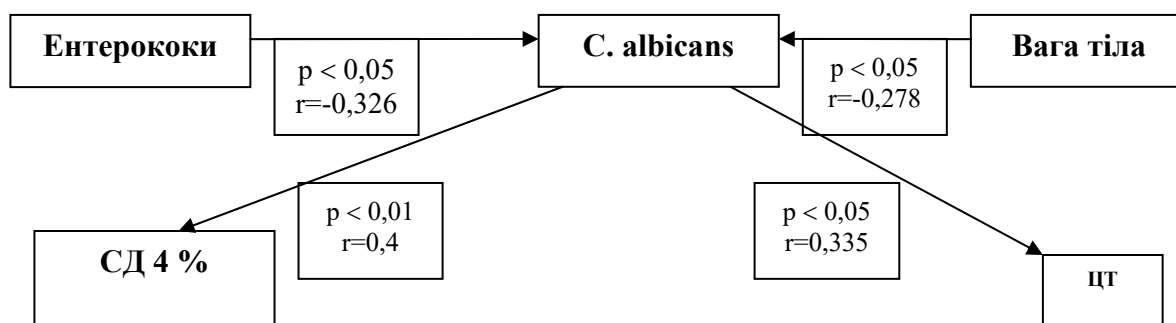 Ентерококи
C. albicans
Вага тіла
p < 0,05
r=-0,326
p < 0,05
r=-0,278
p < 0,01
r=0,4
p < 0,05
r=0,335
СД 4 %
ЦТ